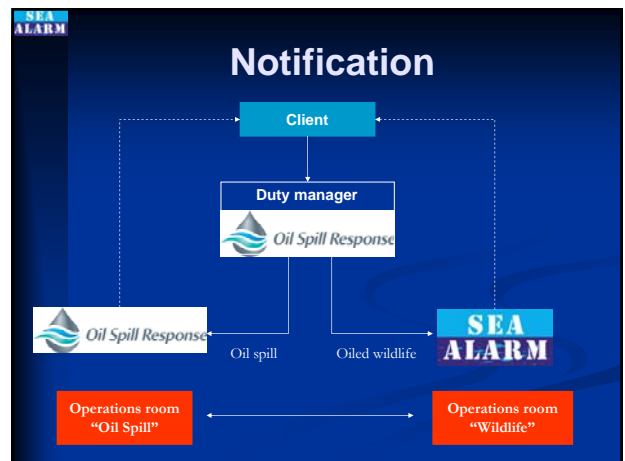 SEA
ALARM
Notification
Client
Duty manager
Oil Spill Response
Oil Spill Response
Oil spill
Oiled wildlife
SEA
ALARM
Operations room
“Oil Spill”
Operations room
“Wildlife”